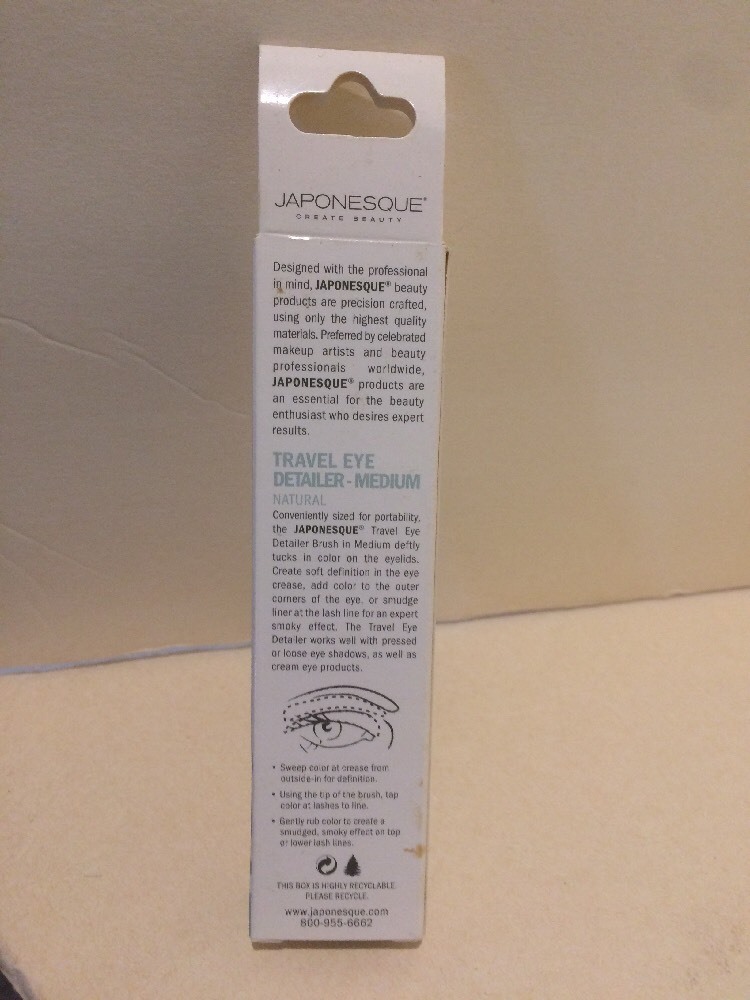 JAPONESQUE®
CREATE BEAUTY
Designed with the professional
in mind, JAPONESQUE® beauty
products are precision crafted,
using only the highest quality
materials. Preferred by celebrated
makeup artists and beauty
professionals worldwide,
JAPONESQUE® products are
an essential for the beauty
enthusiast who desires expert
results.
TRAVEL EYE
DETAILER - MEDIUM
NATURAL
Conveniently sized for portability,
the JAPONESQUE® Travel Eye
Detailer Brush in Medium deftly
tucks in color on the eyelids.
Create soft definition in the eye
crease, add color to the outer
corners of the eye, or smudge
liner at the lash line for an expert
smoky effect. The Travel Eye
Detailer works well with pressed
or loose eye shadows, as well as
cream eye products.
• Sweep color at crease from
outside-in for definition.
• Using the tip of the brush, tap
color at lashes to line.
• Gently rub color to create a
smudged, smoky effect on top
or lower lash lines.
THIS BOX IS HIGHLY RECYCLABLE
PLEASE RECYCLE.
www.japonesque.com
800-955-6662